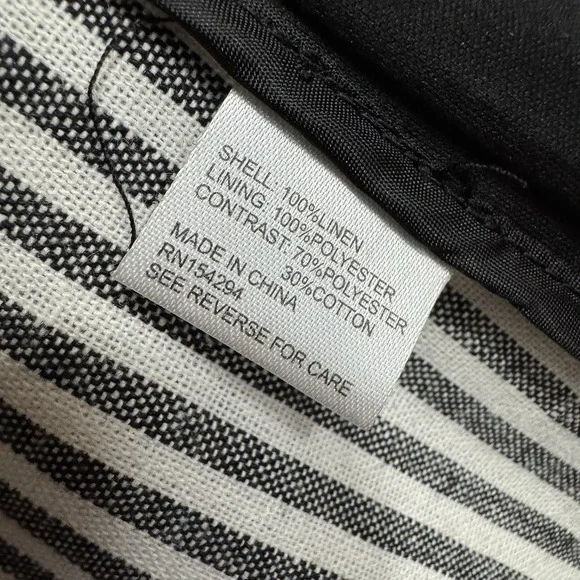 SHELL: 100%LINEN
LINING: 100%POLYESTER
CONTRAST: 70%POLYESTER
30%COTTON
MADE IN CHINA
RN154294
SEE REVERSE FOR CARE